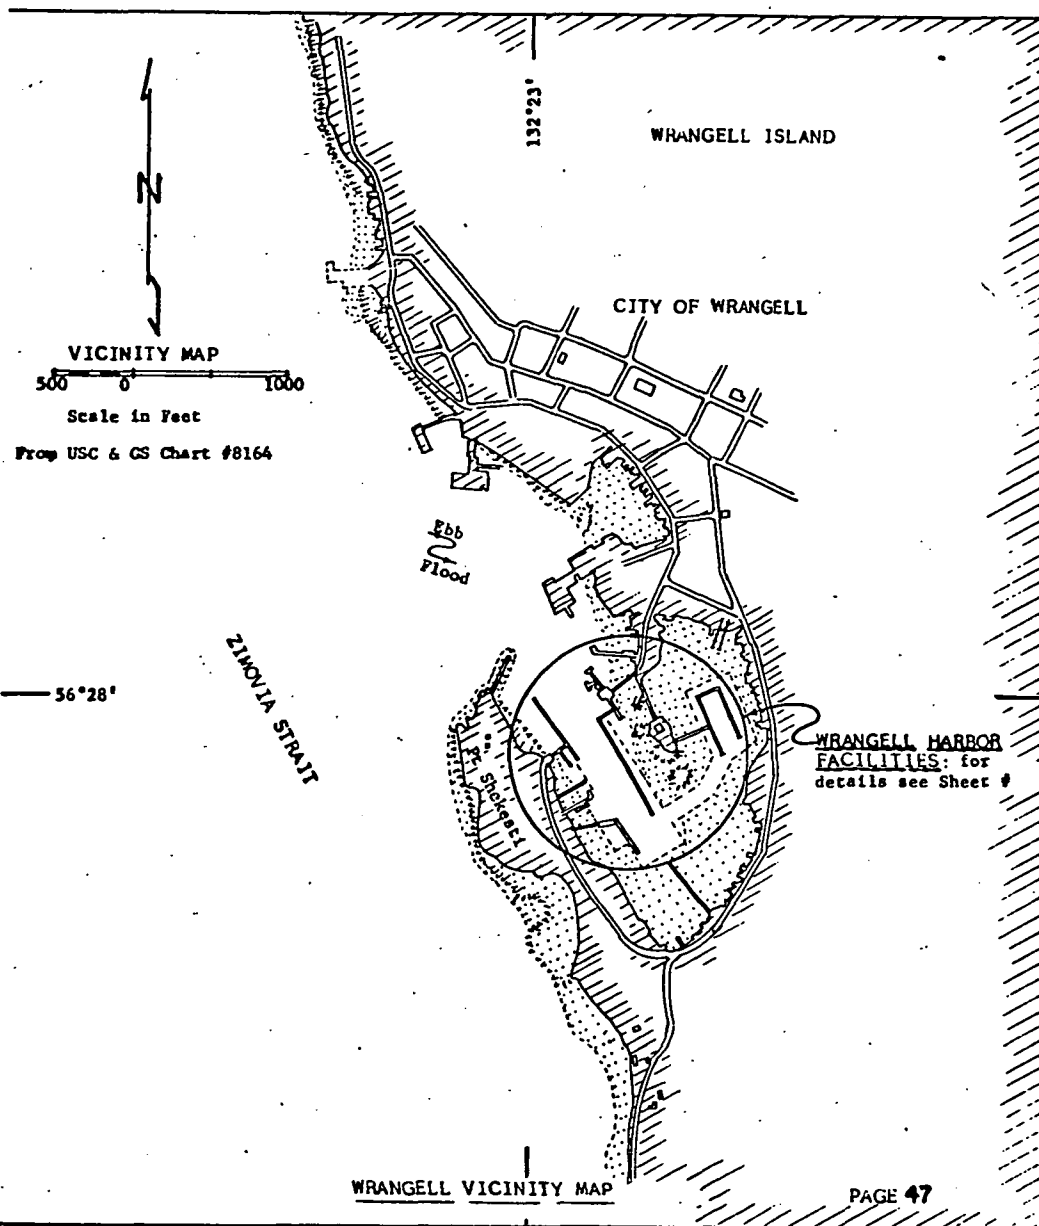 132°23'
WRANGELL ISLAND
N
CITY OF WRANGELL
VICINITY MAP
500 0 1000
Scale in Feet
From USC & GS Chart #8164
Ebb
Flood
ZIMOVIA STRAIT
56°28'
Pt. Shekesti
WRANGELL HARBOR
FACILITIES: for
details see Sheet #
WRANGELL VICINITY MAP
PAGE 47